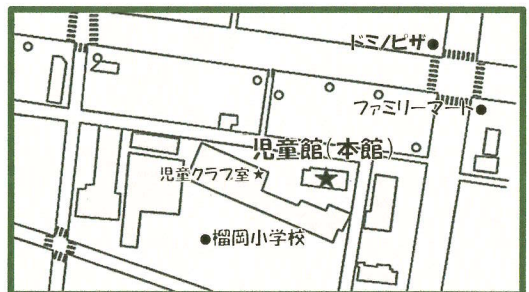 ドミノピザ
ファミリーマート
児童館(本館)
児童クラブ室
榴岡小学校